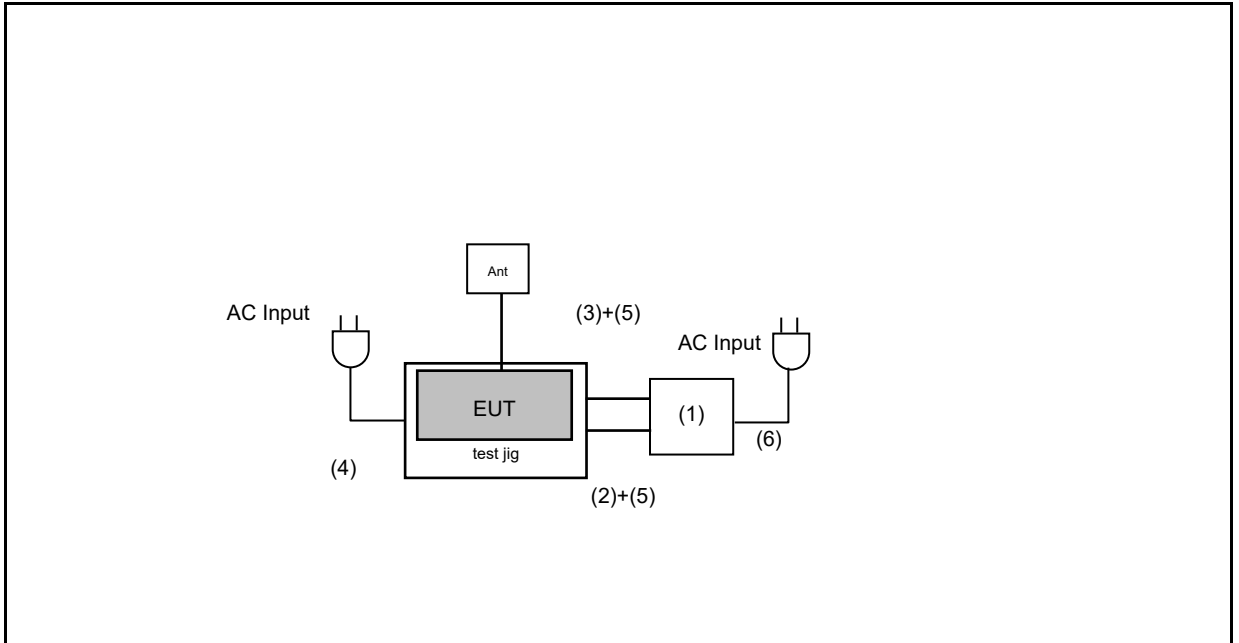 Ant
AC Input
(3)+(5)
AC Input
EUT
(1)
test jig
(6)
(4)
(2)+(5)